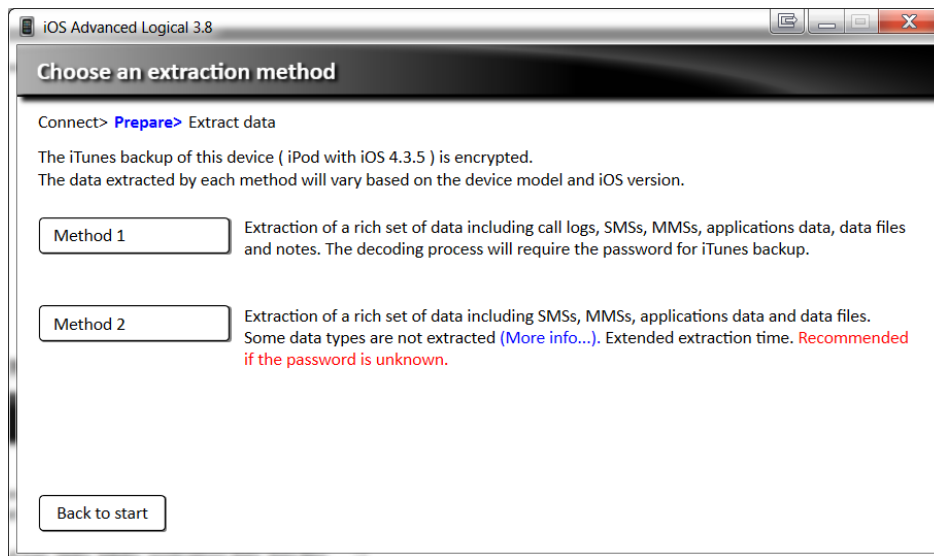 iOS Advanced Logical 3.8
Choose an extraction method
Connect> Prepare> Extract data
The iTunes backup of this device ( iPod with iOS 4.3.5 ) is encrypted.
The data extracted by each method will vary based on the device model and iOS version.
Method 1
Extraction of a rich set of data including call logs, SMSs, MMSs, applications data, data files
and notes. The decoding process will require the password for iTunes backup.
Method 2
Extraction of a rich set of data including SMSs, MMSs, applications data and data files.
Some data types are not extracted (More info...). Extended extraction time. Recommended
if the password is unknown.
Back to start